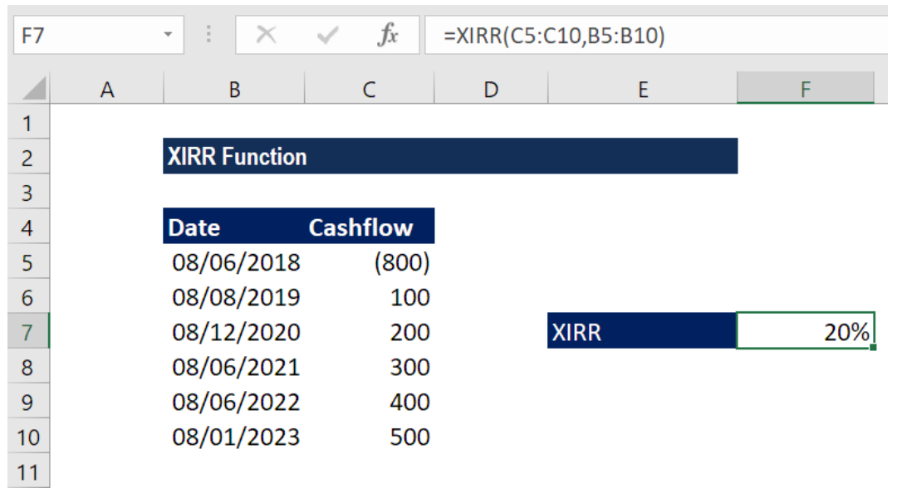 F7 fx =XIRR(C5:C10,B5:B10)
A B C D E F
1
2 XIRR Function
3
4 Date Cashflow
5 08/06/2018 (800)
6 08/08/2019 100
7 08/12/2020 200 XIRR 20%
8 08/06/2021 300
9 08/06/2022 400
10 08/01/2023 500
11